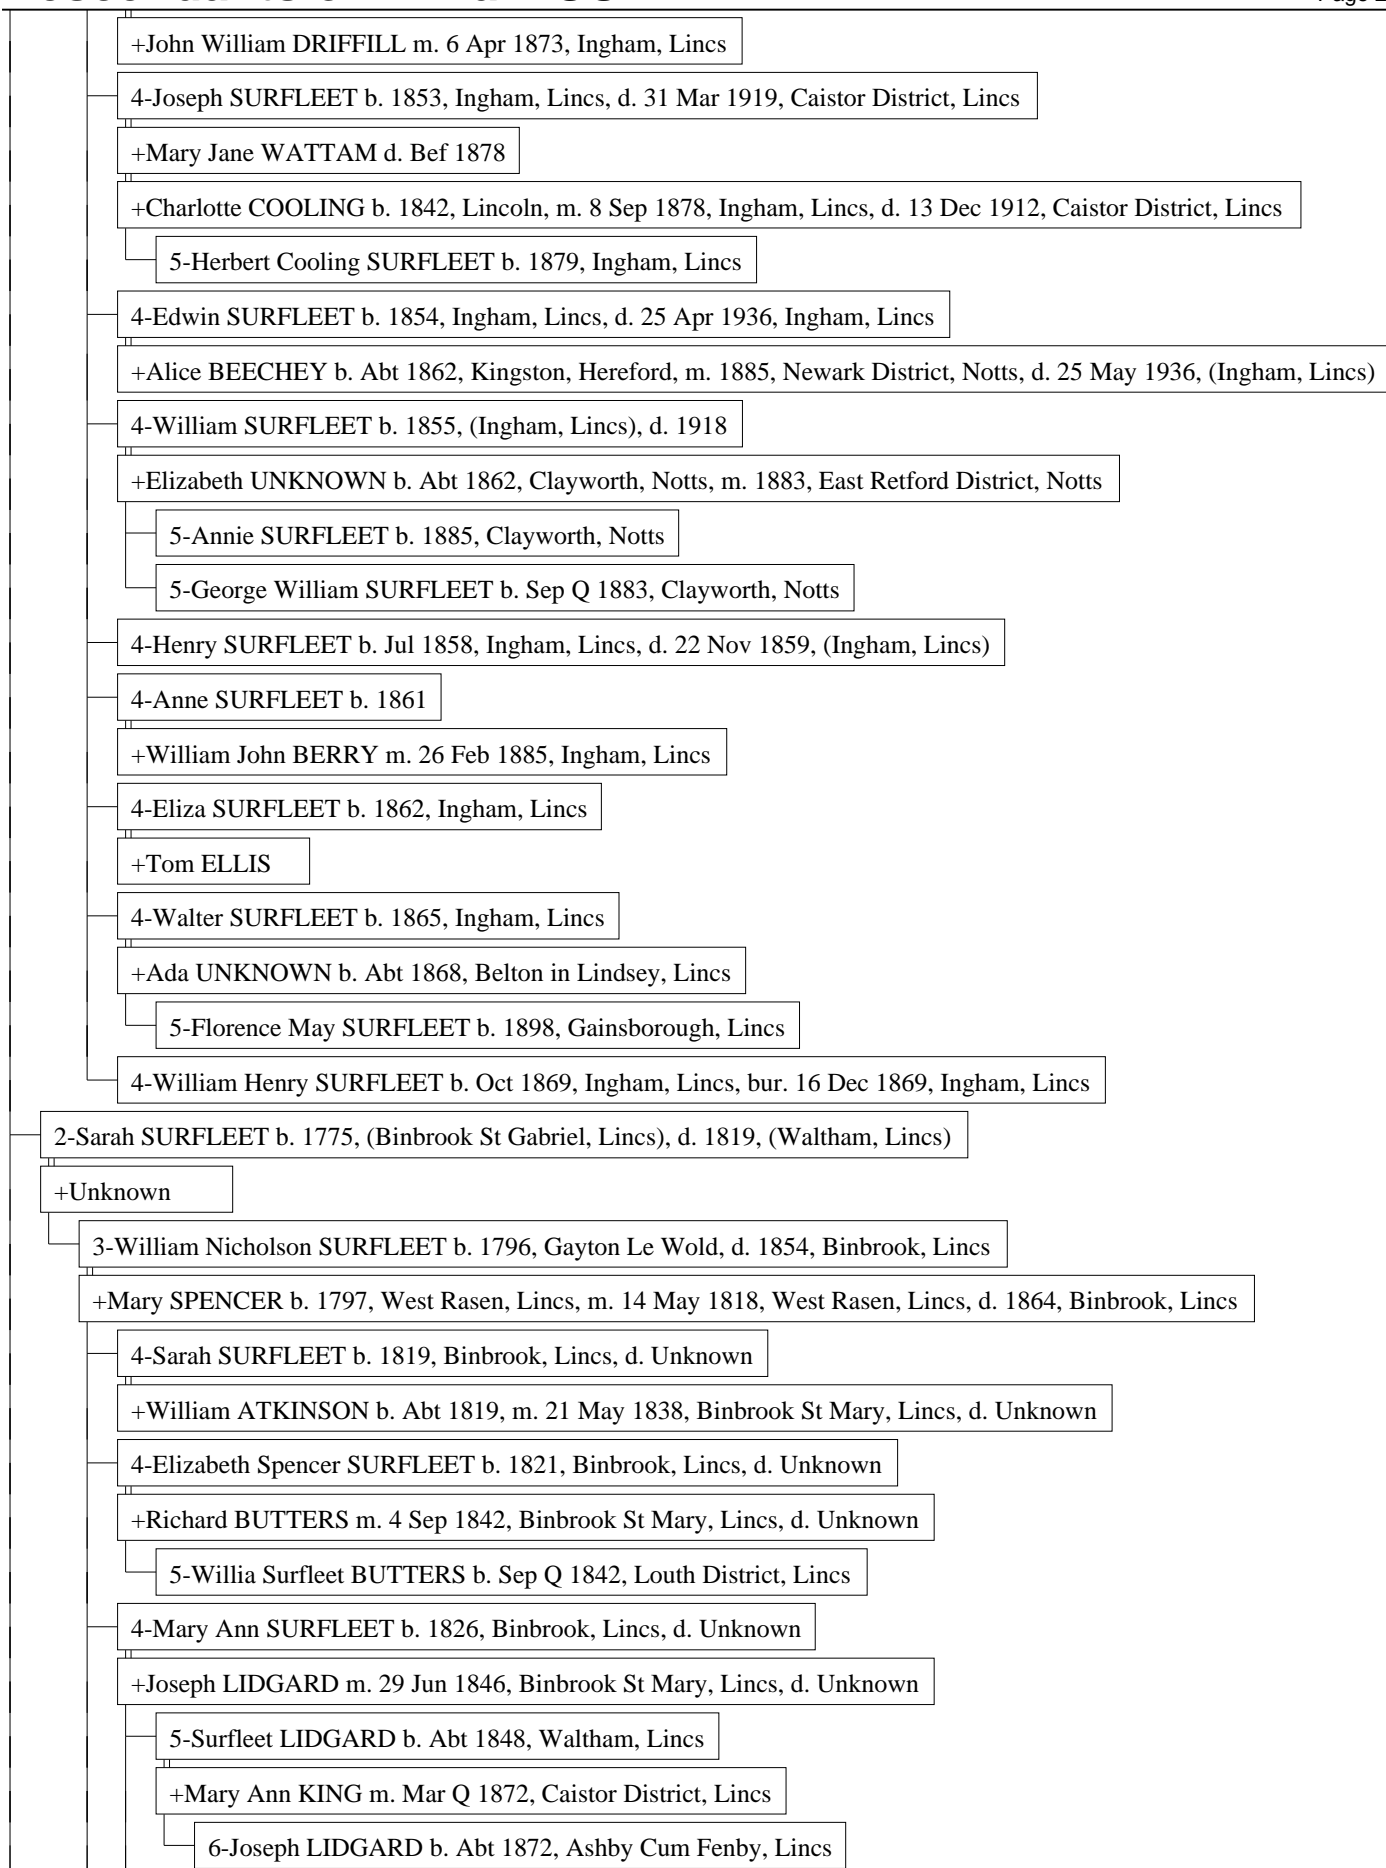 +John William DRIFFILL m. 6 Apr 1873, Ingham, Lincs
4-Joseph SURFLEET b. 1853, Ingham, Lincs, d. 31 Mar 1919, Caistor District, Lincs
+Mary Jane WATTAM d. Bef 1878
+Charlotte COOLING b. 1842, Lincoln, m. 8 Sep 1878, Ingham, Lincs, d. 13 Dec 1912, Caistor District, Lincs
5-Herbert Cooling SURFLEET b. 1879, Ingham, Lincs
4-Edwin SURFLEET b. 1854, Ingham, Lincs, d. 25 Apr 1936, Ingham, Lincs
+Alice BEECHEY b. Abt 1862, Kingston, Hereford, m. 1885, Newark District, Notts, d. 25 May 1936, (Ingham, Lincs)
4-William SURFLEET b. 1855, (Ingham, Lincs), d. 1918
+Elizabeth UNKNOWN b. Abt 1862, Clayworth, Notts, m. 1883, East Retford District, Notts
5-Annie SURFLEET b. 1885, Clayworth, Notts
5-George William SURFLEET b. Sep Q 1883, Clayworth, Notts
4-Henry SURFLEET b. Jul 1858, Ingham, Lincs, d. 22 Nov 1859, (Ingham, Lincs)
4-Anne SURFLEET b. 1861
+William John BERRY m. 26 Feb 1885, Ingham, Lincs
4-Eliza SURFLEET b. 1862, Ingham, Lincs
+Tom ELLIS
4-Walter SURFLEET b. 1865, Ingham, Lincs
+Ada UNKNOWN b. Abt 1868, Belton in Lindsey, Lincs
5-Florence May SURFLEET b. 1898, Gainsborough, Lincs
4-William Henry SURFLEET b. Oct 1869, Ingham, Lincs, bur. 16 Dec 1869, Ingham, Lincs
2-Sarah SURFLEET b. 1775, (Binbrook St Gabriel, Lincs), d. 1819, (Waltham, Lincs)
+Unknown
3-William Nicholson SURFLEET b. 1796, Gayton Le Wold, d. 1854, Binbrook, Lincs
+Mary SPENCER b. 1797, West Rasen, Lincs, m. 14 May 1818, West Rasen, Lincs, d. 1864, Binbrook, Lincs
4-Sarah SURFLEET b. 1819, Binbrook, Lincs, d. Unknown
+William ATKINSON b. Abt 1819, m. 21 May 1838, Binbrook St Mary, Lincs, d. Unknown
4-Elizabeth Spencer SURFLEET b. 1821, Binbrook, Lincs, d. Unknown
+Richard BUTTERS m. 4 Sep 1842, Binbrook St Mary, Lincs, d. Unknown
5-Willia Surfleet BUTTERS b. Sep Q 1842, Louth District, Lincs
4-Mary Ann SURFLEET b. 1826, Binbrook, Lincs, d. Unknown
+Joseph LIDGARD m. 29 Jun 1846, Binbrook St Mary, Lincs, d. Unknown
5-Surfleet LIDGARD b. Abt 1848, Waltham, Lincs
+Mary Ann KING m. Mar Q 1872, Caistor District, Lincs
6-Joseph LIDGARD b. Abt 1872, Ashby Cum Fenby, Lincs